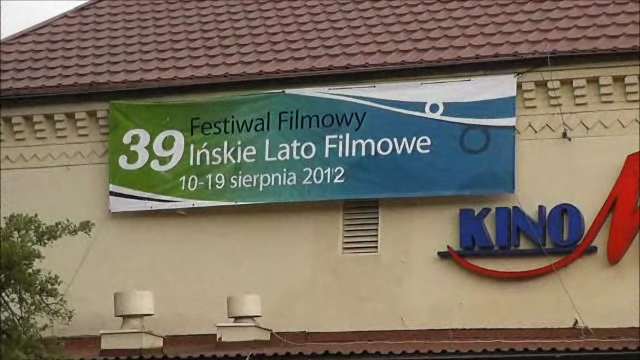 39 Festiwal Filmowy
Ińskie Lato Filmowe
10-19 sierpnia 2012
KINO M